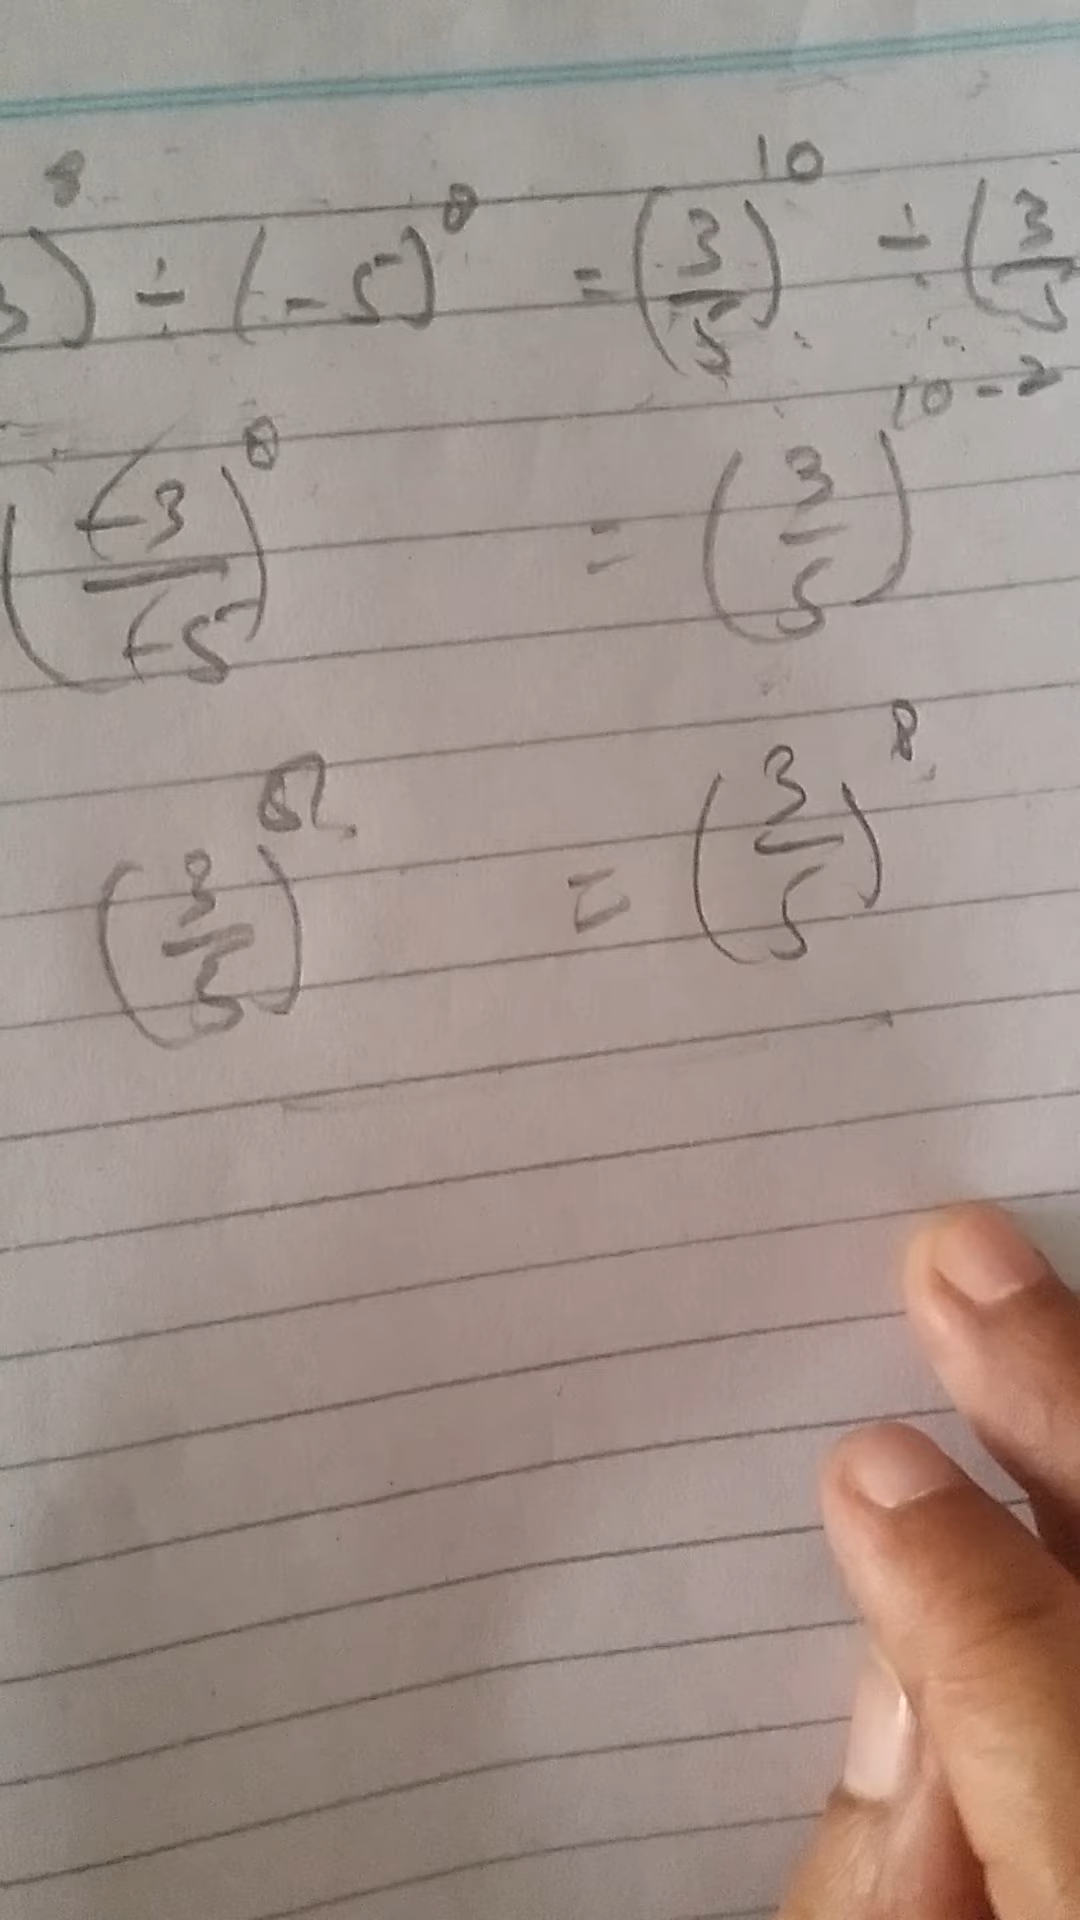 3)^8 ÷ (-5)^8 = (3/5)^10 ÷ (3/5
(-3/-5)^8 = (3/5)^10-2
(3/5) = (3/5)^8